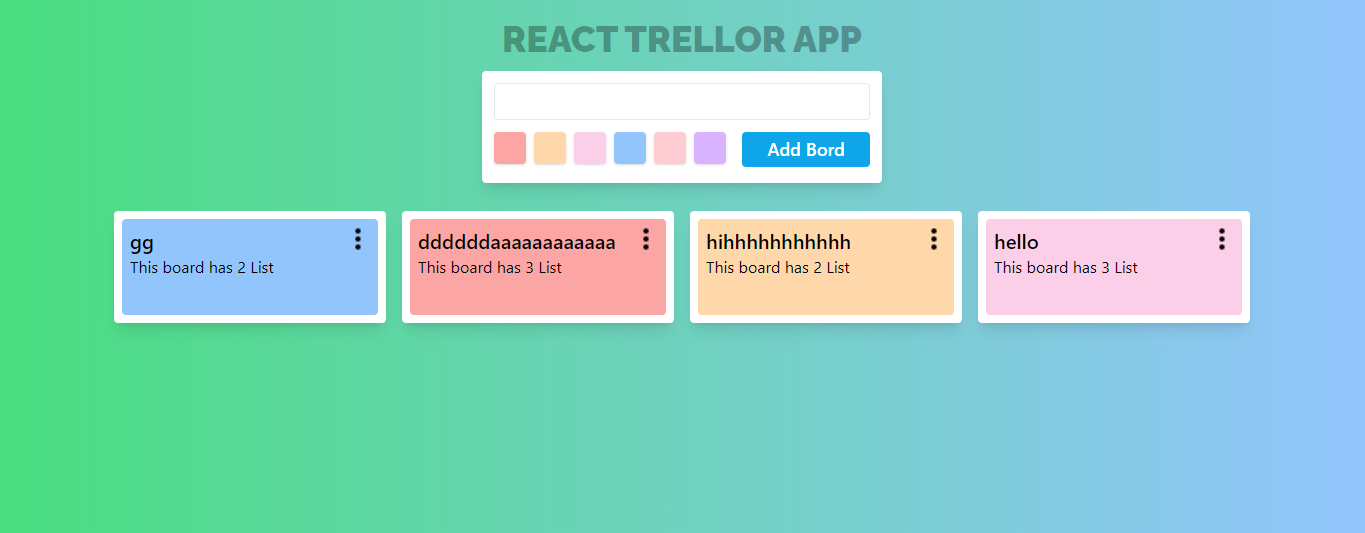 REACT TRELLOR APP
Add Bord
gg
This board has 2 List
ddddddaaaaaaaaaaaa
This board has 3 List
hihhhhhhhhhhh
This board has 2 List
hello
This board has 3 List